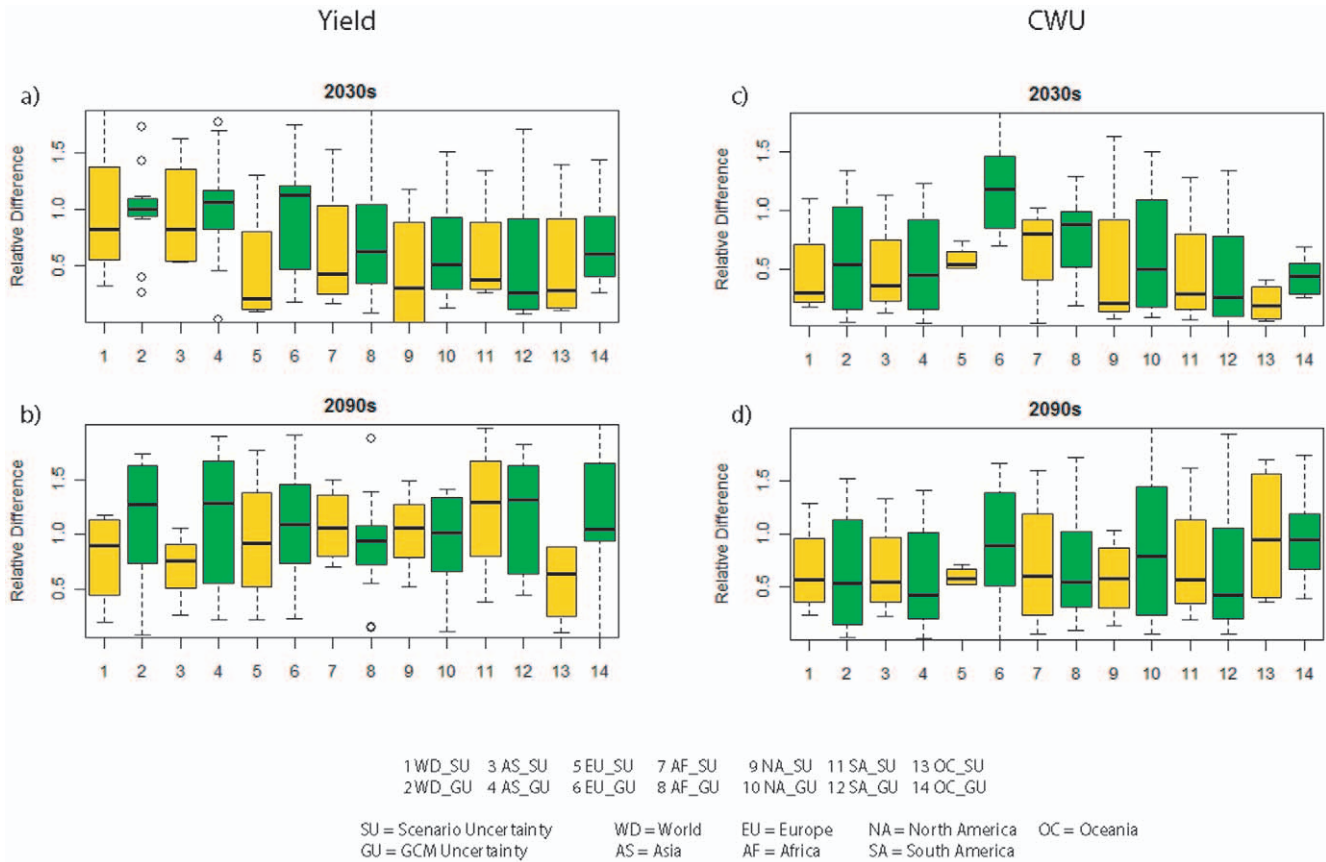 Yield
CWU
a)
2030s
Relative Difference
1.5
1.0
0.5
1 2 3 4 5 6 7 8 9 10 11 12 13 14
c)
2030s
Relative Difference
1.5
1.0
0.5
1 2 3 4 5 6 7 8 9 10 11 12 13 14
b)
2090s
Relative Difference
1.5
1.0
0.5
1 2 3 4 5 6 7 8 9 10 11 12 13 14
d)
2090s
Relative Difference
1.5
1.0
0.5
1 2 3 4 5 6 7 8 9 10 11 12 13 14
1 WD_SU 3 AS_SU 5 EU_SU 7 AF_SU 9 NA_SU 11 SA_SU 13 OC_SU
2 WD_GU 4 AS_GU 6 EU_GU 8 AF_GU 10 NA_GU 12 SA_GU 14 OC_GU
SU = Scenario Uncertainty WD = World EU = Europe NA = North America OC = Oceania
GU = GCM Uncertainty AS = Asia AF = Africa SA = South America